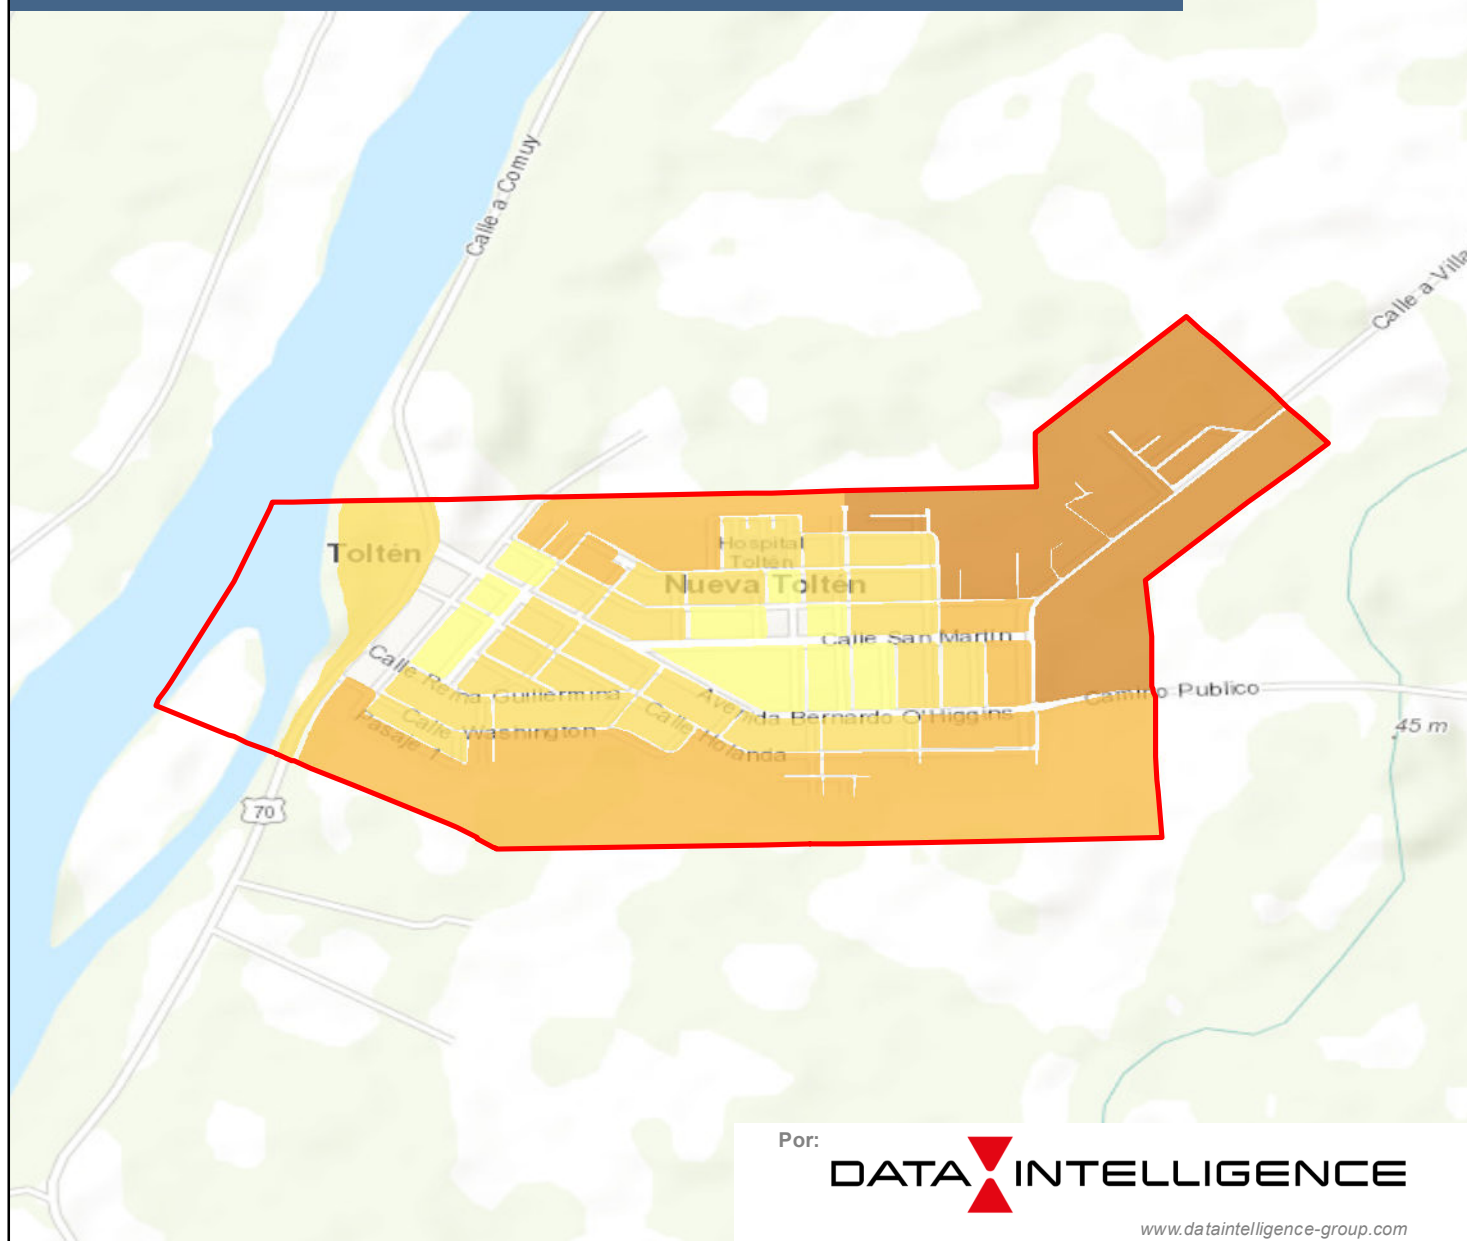 Calle a Comuy
Calle a Villa
Toltén
Hospital
Toltén
Nueva Toltén
Calle San Martín
Calle Reina Guillermina
Avenida Bernardo O'Higgins
Camino Publico
Calle Washington
Calle Holanda
Pasaje 1
45 m
70
Por:
DATA INTELLIGENCE
www.dataintelligence-group.com